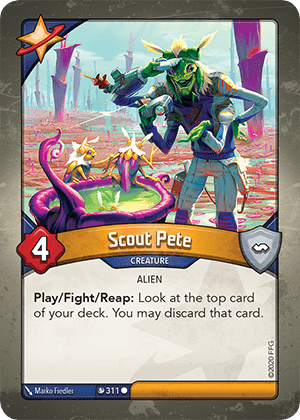 Scout Pete
4
CREATURE
ALIEN
Play/Fight/Reap: Look at the top card
of your deck. You may discard that card.
©2020 FFG
Marko Fiedler
311